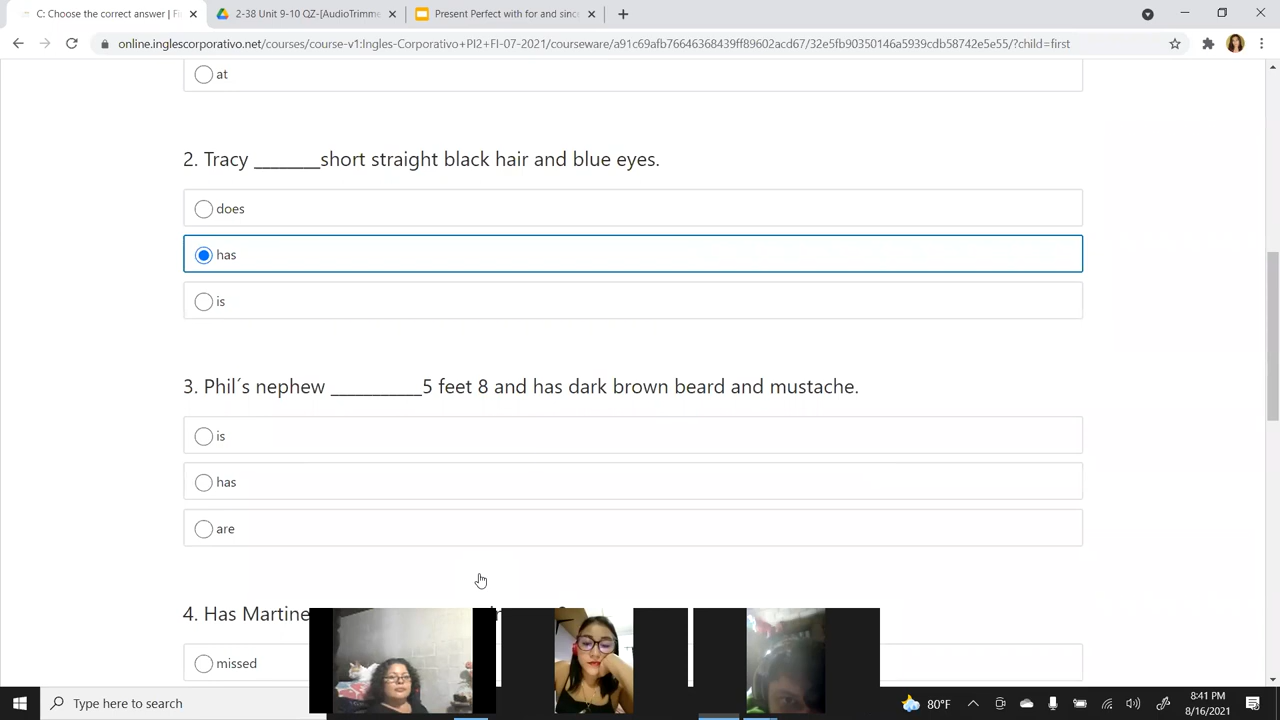 C: Choose the correct answer | Fu
2-38 Unit 9-10 QZ-[AudioTrimme
Present Perfect with for and sinc
online.inglescorporativo.net/courses/course-v1:Ingles-Corporativo+PI2+FI-07-2021/courseware/a91c69afb76646368439ff89602acd67/32e5fb90350146a5939cdb58742e5e55/?child=first
at
2. Tracy ________short straight black hair and blue eyes.
does
has
is
3. Phil´s nephew ___________5 feet 8 and has dark brown beard and mustache.
is
has
are
4. Has Martine
missed
Type here to search
80°F
8:41 PM
8/16/2021